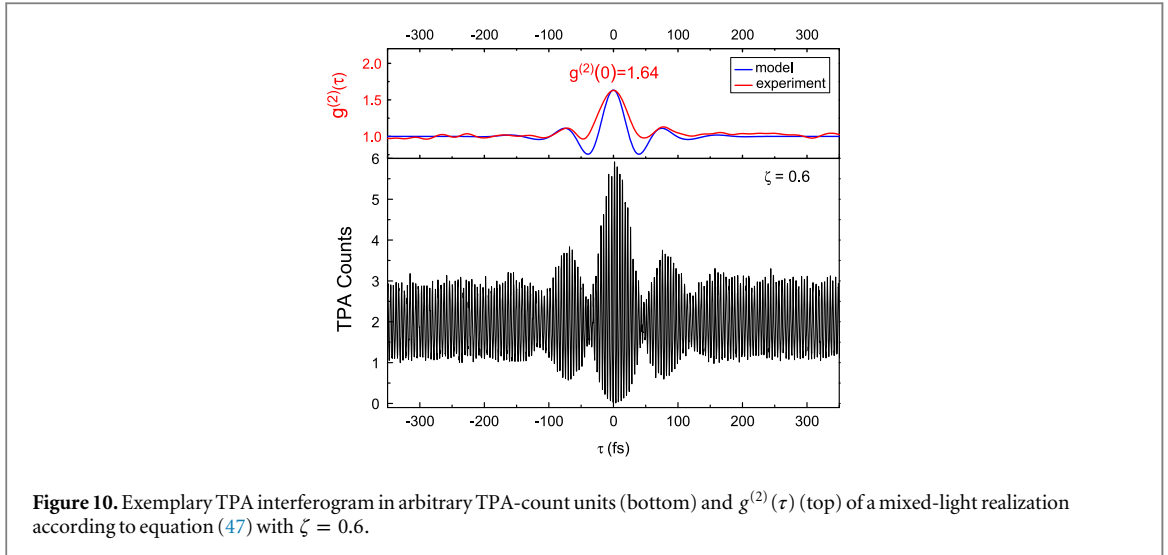 -300 -200 -100 0 100 200 300
2.0
1.5
1.0
g(2)(τ)
g(2)(0)=1.64
model
experiment
6
5
4
3
2
1
0
TPA Counts
ζ = 0.6
-300 -200 -100 0 100 200 300
τ (fs)
Figure 10. Exemplary TPA interferogram in arbitrary TPA-count units (bottom) and g(2)(τ) (top) of a mixed-light realization
according to equation (47) with ζ = 0.6.